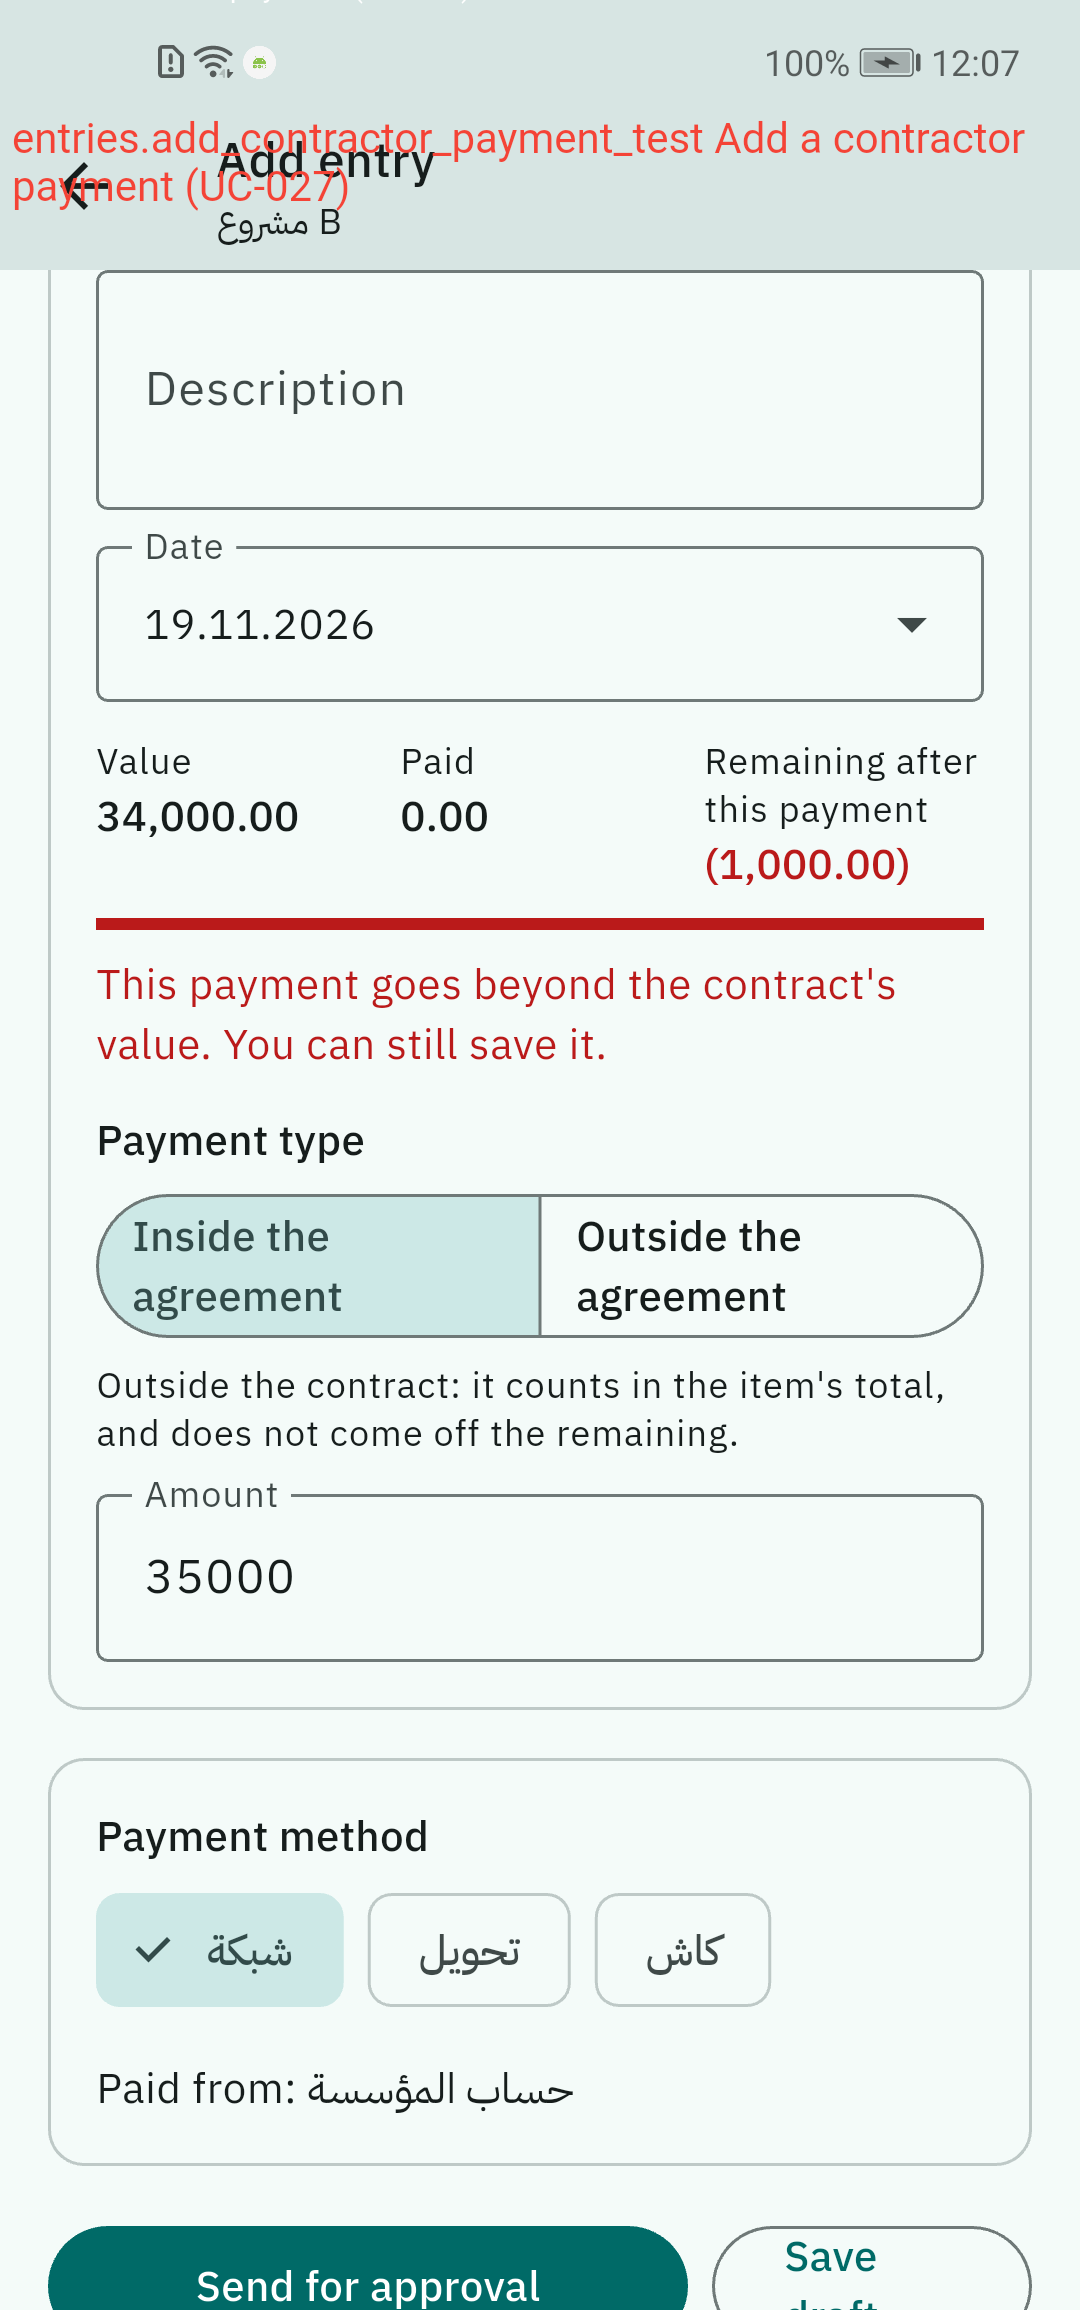 100% 12:07
entries.add_contractor_payment_test Add a contractor
payment (UC-027)
Add entry
مشروع B
Description
Date
19.11.2026
Value
34,000.00
Paid
0.00
Remaining after
this payment
(1,000.00)
This payment goes beyond the contract's
value. You can still save it.
Payment type
Inside the
agreement
Outside the
agreement
Outside the contract: it counts in the item's total,
and does not come off the remaining.
Amount
35000
Payment method
شبكة
تحويل
كاش
Paid from: حساب المؤسسة
Send for approval
Save
draft